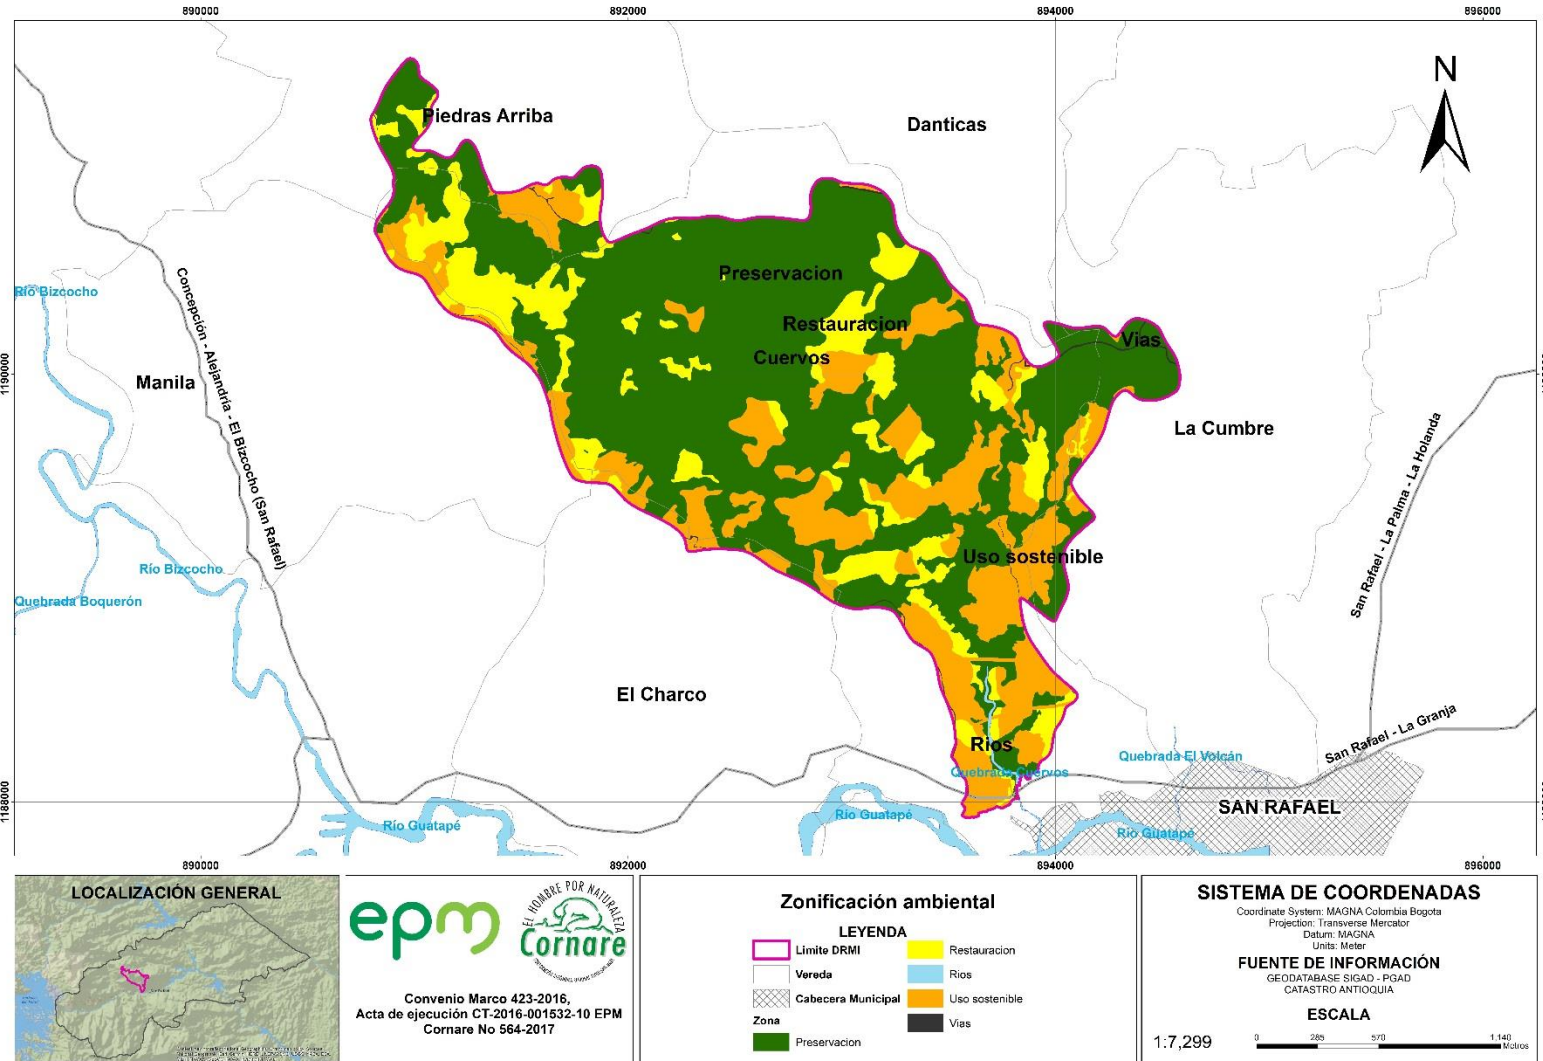 890000
892000
894000
896000
N
Piedras Arriba
Danticas
Preservacion
Río Bizcocho
Restauracion
Vias
Cuervos
1190000
Manila
Concepción - Alejandría - El Bizcocho (San Rafael)
La Cumbre
San Rafael - La Palma - La Holanda
Uso sostenible
Río Bizcocho
Quebrada Boquerón
El Charco
Rios
San Rafael - La Granja
Quebrada El Volcán
Quebrada Cuervos
1188000
SAN RAFAEL
Río Guatapé
Río Guatapé
Río Guatapé
890000
892000
894000
896000
LOCALIZACIÓN GENERAL
epm
EL HOMBRE POR NATURALEZA
Cornare
Convenio Marco 423-2016,
Acta de ejecución CT-2016-001532-10 EPM
Cornare No 564-2017
Zonificación ambiental
LEYENDA
Limite DRMI
Vereda
Cabecera Municipal
Zona
Preservacion
Restauracion
Rios
Uso sostenible
Vias
SISTEMA DE COORDENADAS
Coordinate System: MAGNA Colombia Bogota
Projection: Transverse Mercator
Datum: MAGNA
Units: Meter
FUENTE DE INFORMACIÓN
GEODATABASE SIGAD - PGAD
CATASTRO ANTIOQUIA
ESCALA
1:7,299
0 285 570 1.140
Metros